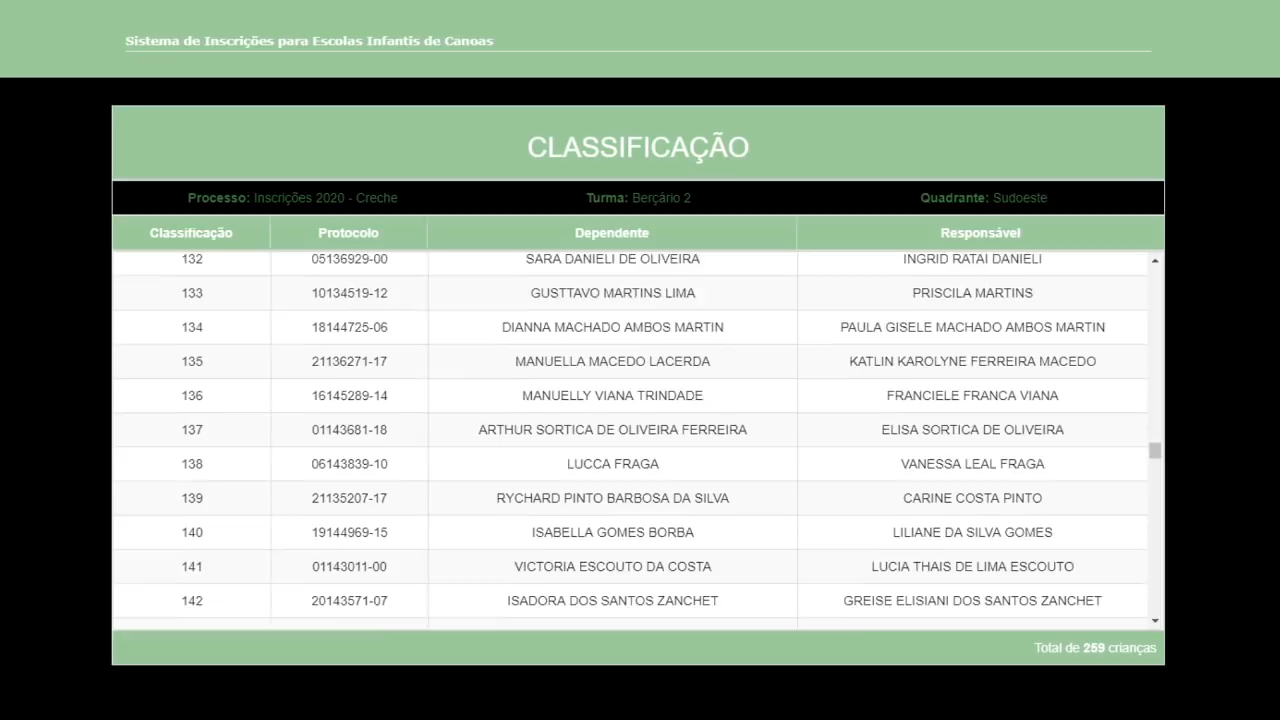 Sistema de Inscrições para Escolas Infantis de Canoas
CLASSIFICAÇÃO
Processo: Inscrições 2020 - Creche Turma: Berçário 2 Quadrante: Sudoeste
Classificação Protocolo Dependente Responsável
132 05136929-00 SARA DANIELI DE OLIVEIRA INGRID RATAI DANIELI
133 10134519-12 GUSTTAVO MARTINS LIMA PRISCILA MARTINS
134 18144725-06 DIANNA MACHADO AMBOS MARTIN PAULA GISELE MACHADO AMBOS MARTIN
135 21136271-17 MANUELLA MACEDO LACERDA KATLIN KAROLYNE FERREIRA MACEDO
136 16145289-14 MANUELLY VIANA TRINDADE FRANCIELE FRANCA VIANA
137 01143681-18 ARTHUR SORTICA DE OLIVEIRA FERREIRA ELISA SORTICA DE OLIVEIRA
138 06143839-10 LUCCA FRAGA VANESSA LEAL FRAGA
139 21135207-17 RYCHARD PINTO BARBOSA DA SILVA CARINE COSTA PINTO
140 19144969-15 ISABELLA GOMES BORBA LILIANE DA SILVA GOMES
141 01143011-00 VICTORIA ESCOUTO DA COSTA LUCIA THAIS DE LIMA ESCOUTO
142 20143571-07 ISADORA DOS SANTOS ZANCHET GREISE ELISIANI DOS SANTOS ZANCHET
Total de 259 crianças